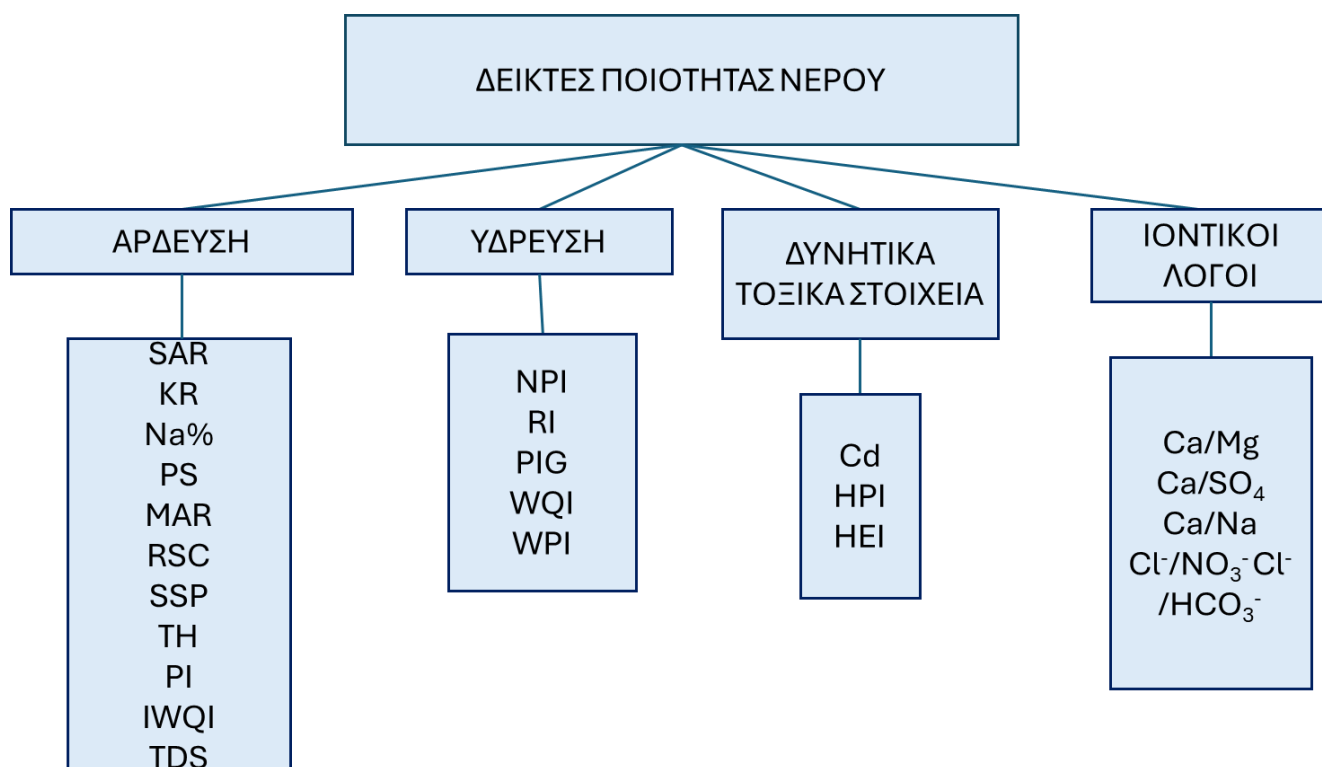 ΔΕΙΚΤΕΣ ΠΟΙΟΤΗΤΑΣ ΝΕΡΟΥ
ΑΡΔΕΥΣΗ
SAR
KR
Na%
PS
MAR
RSC
SSP
TH
PI
IWQI
TDS
ΥΔΡΕΥΣΗ
NPI
RI
PIG
WQI
WPI
ΔΥΝΗΤΙΚΑ
ΤΟΞΙΚΑ ΣΤΟΙΧΕΙΑ
Cd
HPI
HEI
ΙΟΝΤΙΚΟΙ
ΛΟΓΟΙ
Ca/Mg
Ca/SO₄
Ca/Na
Cl⁻/NO₃⁻ Cl⁻
/HCO₃⁻